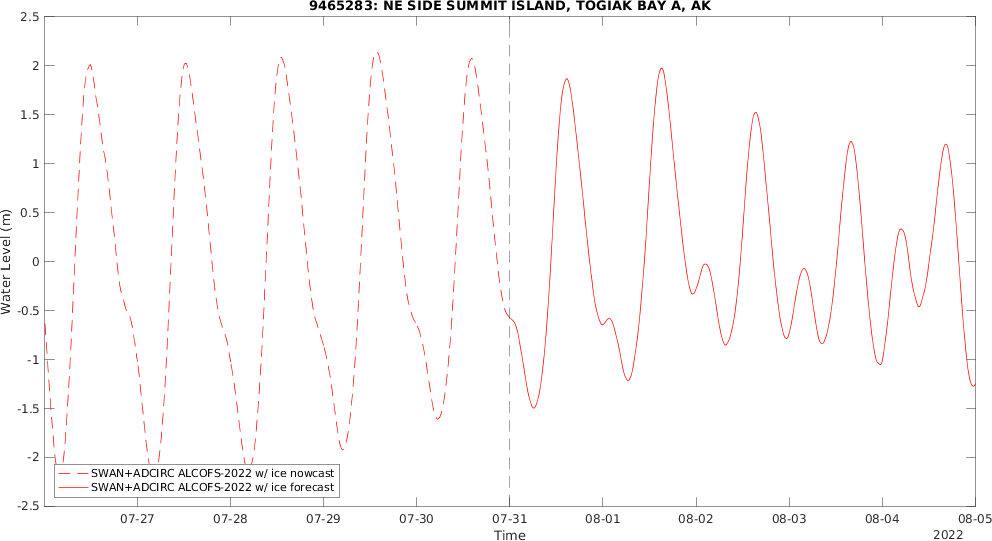 9465283: NE SIDE SUMMIT ISLAND, TOGIAK BAY A, AK
2.5
2
1.5
1
0.5
0
-0.5
-1
-1.5
-2
-2.5
Water Level (m)
SWAN+ADCIRC ALCOFS-2022 w/ ice nowcast
SWAN+ADCIRC ALCOFS-2022 w/ ice forecast
07-27 07-28 07-29 07-30 07-31 08-01 08-02 08-03 08-04 08-05
Time
2022